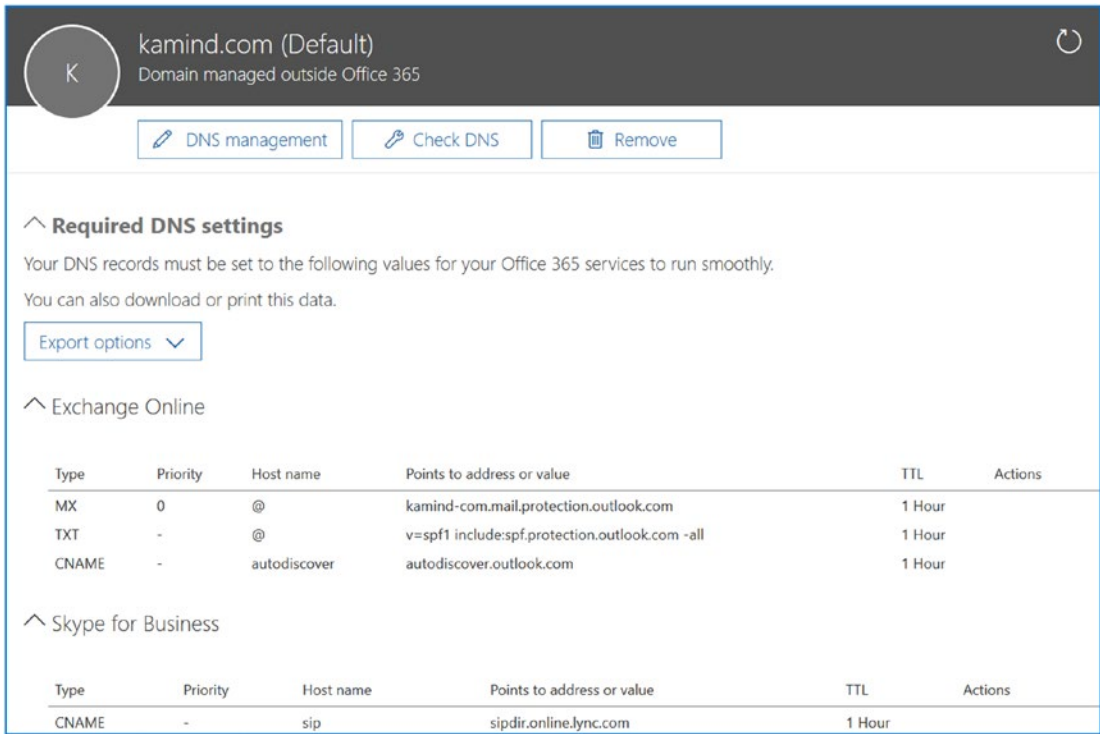 K
kamind.com (Default)
Domain managed outside Office 365
DNS management Check DNS Remove
Required DNS settings
Your DNS records must be set to the following values for your Office 365 services to run smoothly.
You can also download or print this data.
Export options
Exchange Online
Type Priority Host name Points to address or value TTL Actions
MX 0 @ kamind-com.mail.protection.outlook.com 1 Hour
TXT - @ v=spf1 include:spf.protection.outlook.com -all 1 Hour
CNAME - autodiscover autodiscover.outlook.com 1 Hour
Skype for Business
Type Priority Host name Points to address or value TTL Actions
CNAME - sip sipdir.online.lync.com 1 Hour